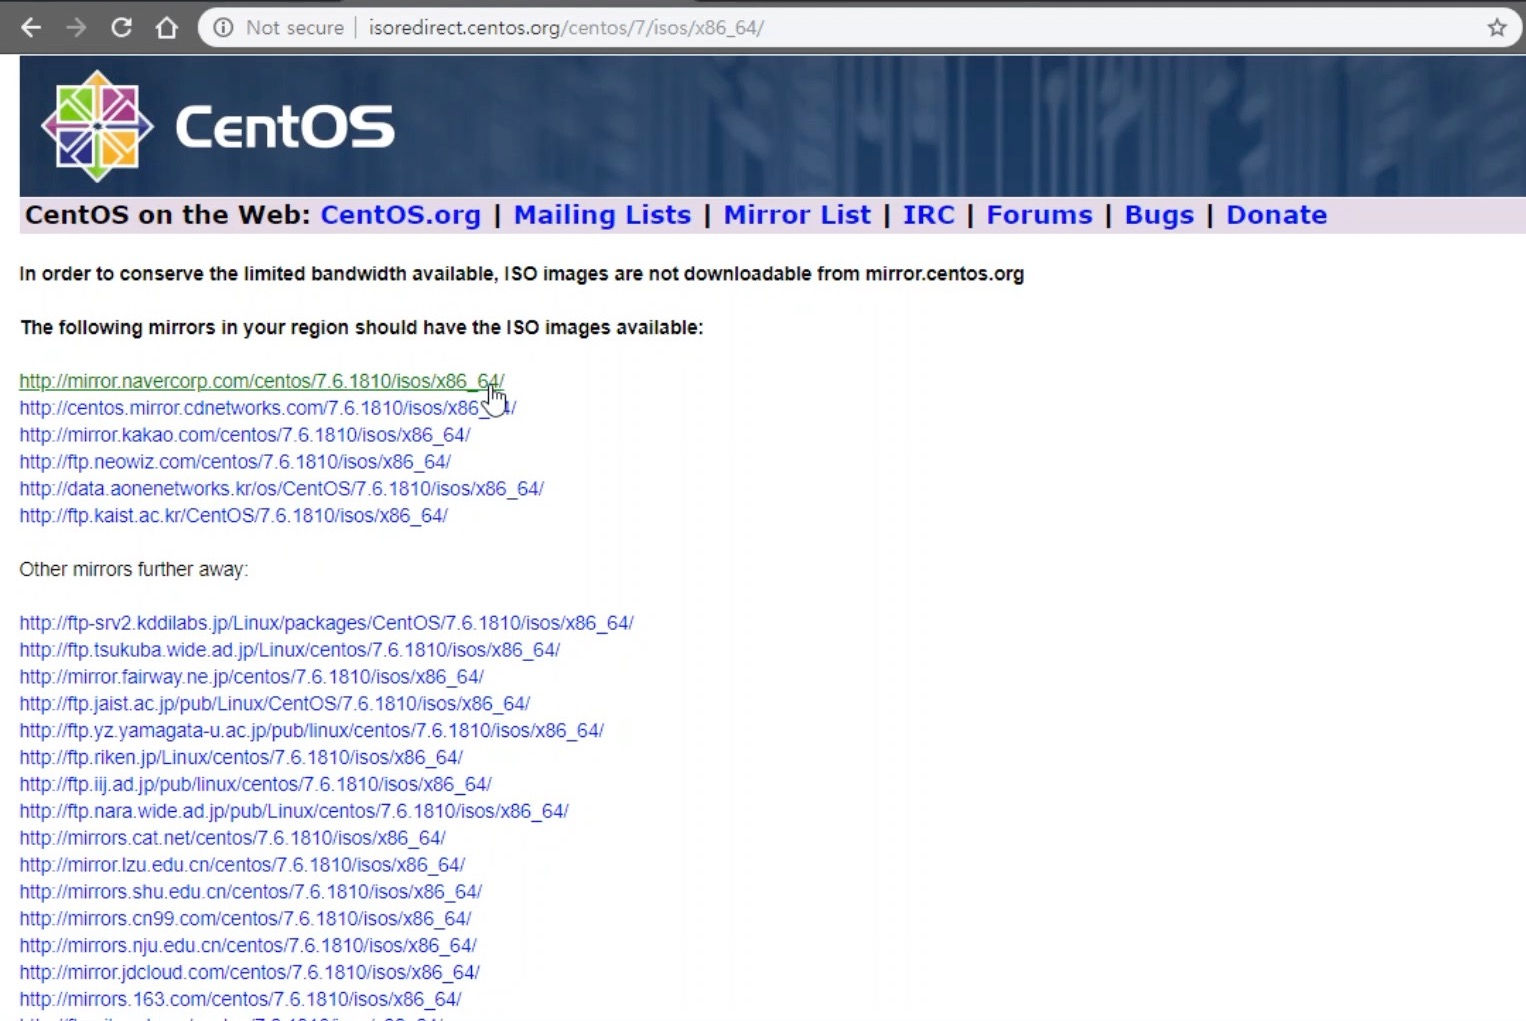 Not secure | isoredirect.centos.org/centos/7/isos/x86_64/
CentOS
CentOS on the Web: CentOS.org | Mailing Lists | Mirror List | IRC | Forums | Bugs | Donate
In order to conserve the limited bandwidth available, ISO images are not downloadable from mirror.centos.org
The following mirrors in your region should have the ISO images available:
http://mirror.navercorp.com/centos/7.6.1810/isos/x86_64/
http://centos.mirror.cdnetworks.com/7.6.1810/isos/x86_64/
http://mirror.kakao.com/centos/7.6.1810/isos/x86_64/
http://ftp.neowiz.com/centos/7.6.1810/isos/x86_64/
http://data.aonenetworks.kr/os/CentOS/7.6.1810/isos/x86_64/
http://ftp.kaist.ac.kr/CentOS/7.6.1810/isos/x86_64/
Other mirrors further away:
http://ftp-srv2.kddilabs.jp/Linux/packages/CentOS/7.6.1810/isos/x86_64/
http://ftp.tsukuba.wide.ad.jp/Linux/centos/7.6.1810/isos/x86_64/
http://mirror.fairway.ne.jp/centos/7.6.1810/isos/x86_64/
http://ftp.jaist.ac.jp/pub/Linux/CentOS/7.6.1810/isos/x86_64/
http://ftp.yz.yamagata-u.ac.jp/pub/linux/centos/7.6.1810/isos/x86_64/
http://ftp.riken.jp/Linux/centos/7.6.1810/isos/x86_64/
http://ftp.iij.ad.jp/pub/linux/centos/7.6.1810/isos/x86_64/
http://ftp.nara.wide.ad.jp/pub/Linux/centos/7.6.1810/isos/x86_64/
http://mirrors.cat.net/centos/7.6.1810/isos/x86_64/
http://mirror.lzu.edu.cn/centos/7.6.1810/isos/x86_64/
http://mirrors.shu.edu.cn/centos/7.6.1810/isos/x86_64/
http://mirrors.cn99.com/centos/7.6.1810/isos/x86_64/
http://mirrors.nju.edu.cn/centos/7.6.1810/isos/x86_64/
http://mirror.jdcloud.com/centos/7.6.1810/isos/x86_64/
http://mirrors.163.com/centos/7.6.1810/isos/x86_64/